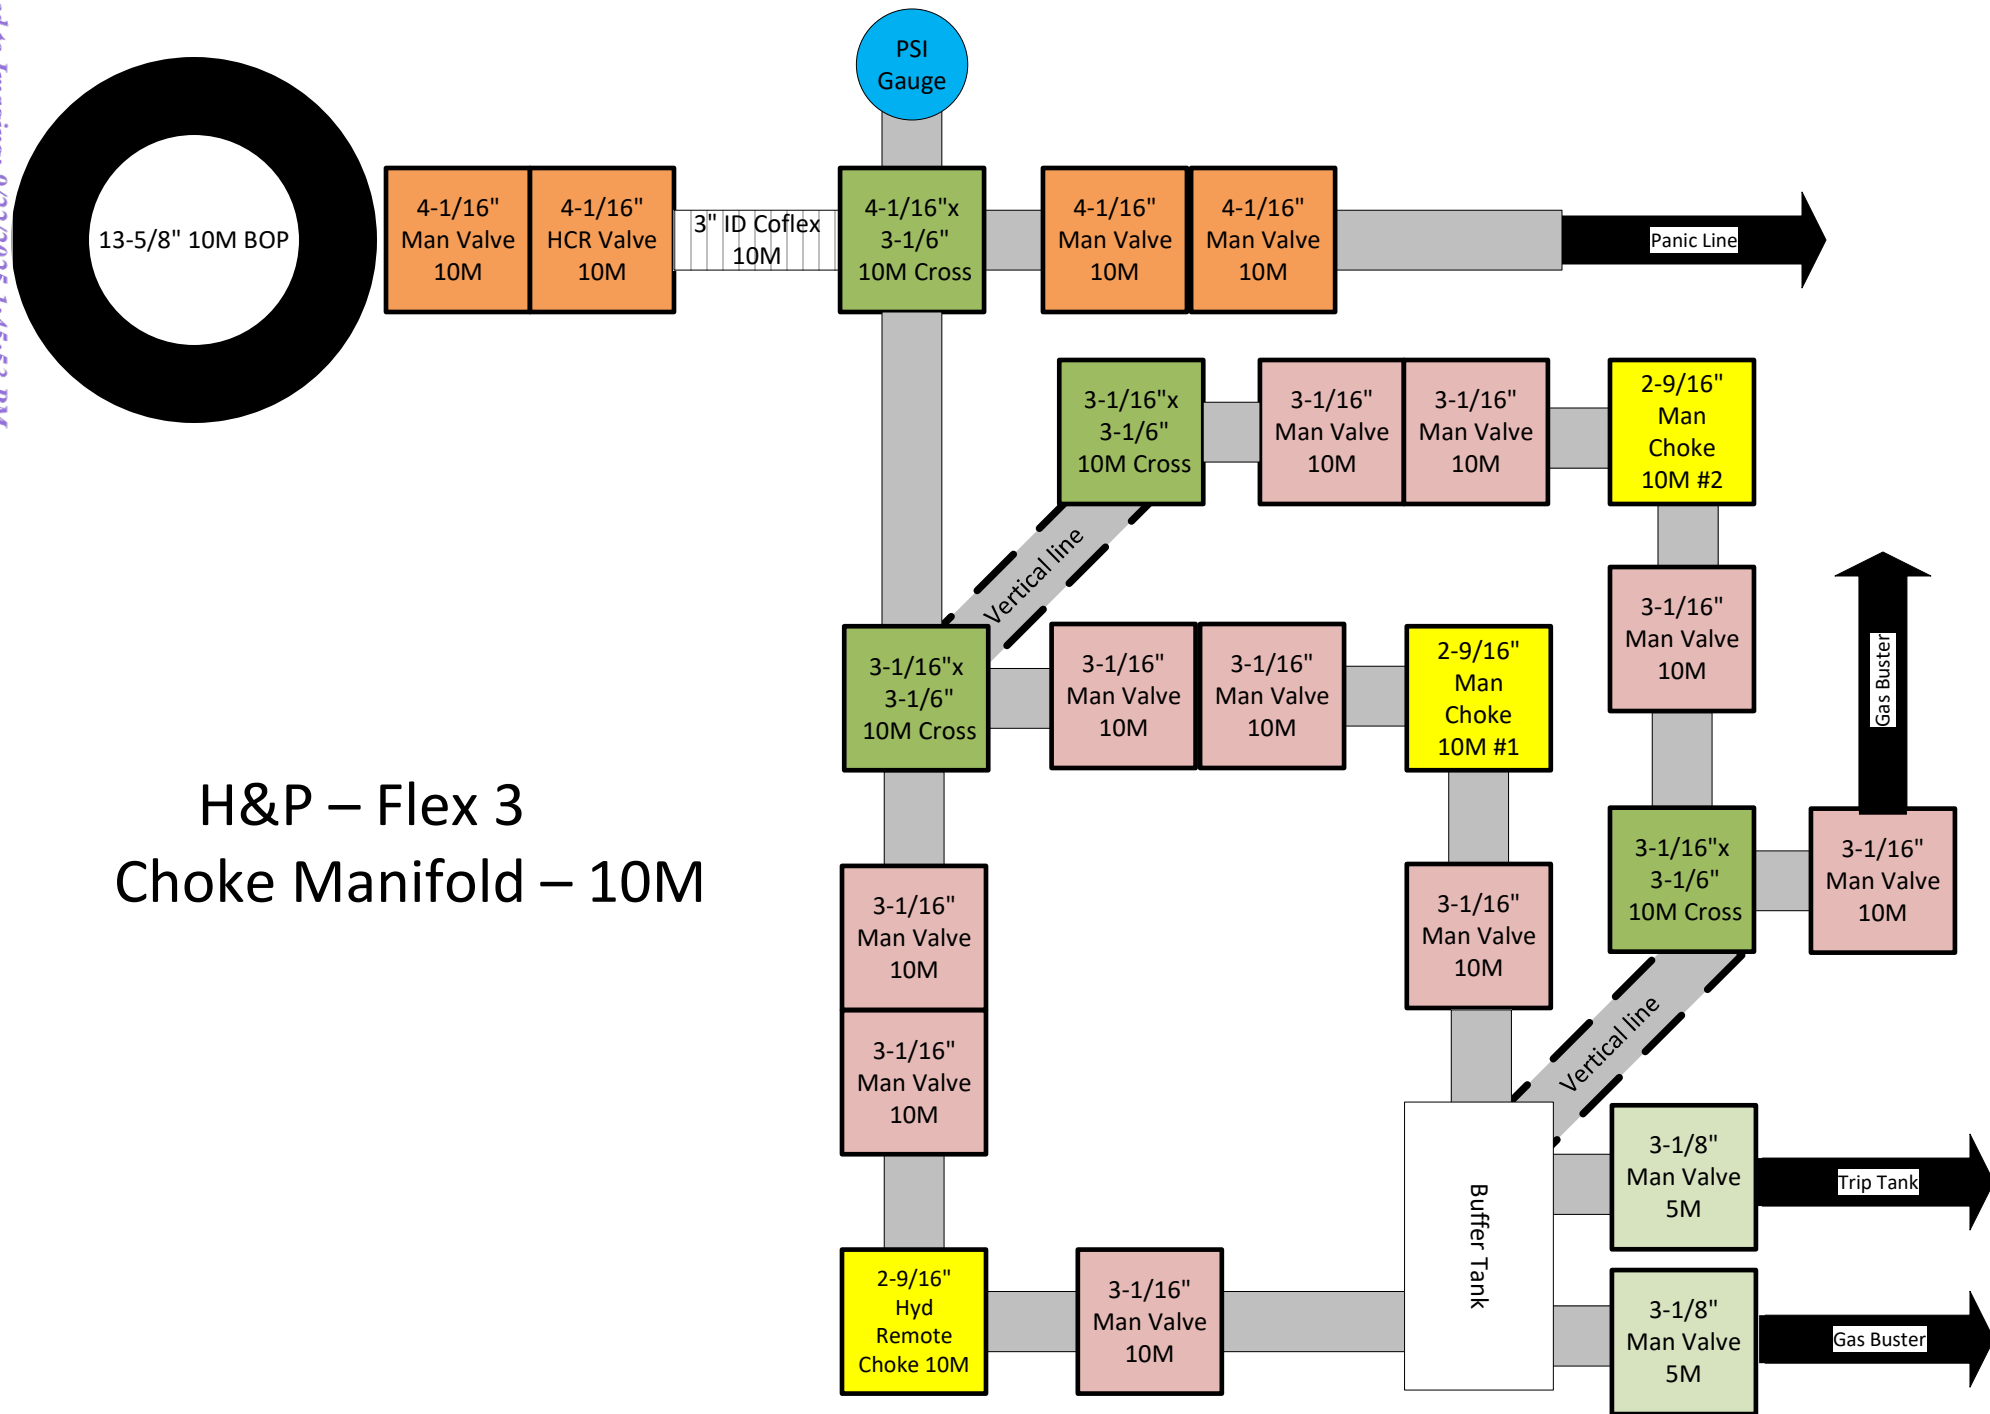 PSI
Gauge
13-5/8" 10M BOP
4-1/16"
Man Valve
10M
4-1/16"
HCR Valve
10M
3" ID Coflex
10M
4-1/16"x
3-1/6"
10M Cross
4-1/16"
Man Valve
10M
4-1/16"
Man Valve
10M
Panic Line
3-1/16"x
3-1/6"
10M Cross
3-1/16"
Man Valve
10M
3-1/16"
Man Valve
10M
2-9/16"
Man
Choke
10M #2
Vertical line
3-1/16"
Man Valve
10M
Gas Buster
3-1/16"x
3-1/6"
10M Cross
3-1/16"
Man Valve
10M
3-1/16"
Man Valve
10M
2-9/16"
Man
Choke
10M #1
H&P – Flex 3
Choke Manifold – 10M
3-1/16"x
3-1/6"
10M Cross
3-1/16"
Man Valve
10M
3-1/16"
Man Valve
10M
3-1/16"
Man Valve
10M
Vertical line
3-1/16"
Man Valve
10M
Buffer Tank
3-1/8"
Man Valve
5M
Trip Tank
2-9/16"
Hyd
Remote
Choke 10M
3-1/16"
Man Valve
10M
3-1/8"
Man Valve
5M
Gas Buster